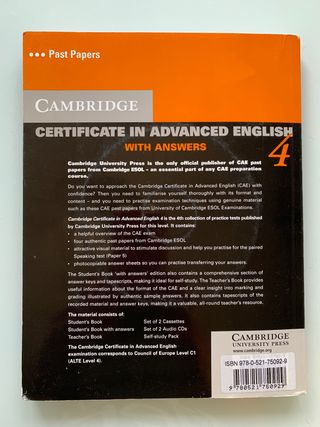 ••• Past Papers
CAMBRIDGE
CERTIFICATE IN ADVANCED ENGLISH
WITH ANSWERS
4
Cambridge University Press is the only official publisher of CAE past
papers from Cambridge ESOL – an essential part of any CAE preparation
course.
Do you want to approach the Cambridge Certificate in Advanced English (CAE) with
confidence? Then you need to familiarise yourself thoroughly with its format and
content – and you need to practise examination techniques using genuine material
such as these CAE past papers from University of Cambridge ESOL Examinations.
Cambridge Certificate in Advanced English 4 is the 4th collection of practice tests published
by Cambridge University Press for this level. It contains:
• a helpful overview of the CAE exam
• four authentic past papers from Cambridge ESOL
• attractive visual material to stimulate discussion and help you practise for the paired
Speaking test (Paper 5)
• photocopiable answer sheets so you can practise transferring your answers.
The Student's Book 'with answers' edition also contains a comprehensive section of
answer keys and tapescripts, making it ideal for self-study. The Teacher's Book provides
useful information about the format of the CAE and a clear insight into marking and
grading illustrated by authentic sample answers. It also contains tapescripts of the
recorded material and answer keys, making it a valuable, all-round teacher's resource.
The material consists of:
Student's Book Set of 2 Cassettes
Student's Book with answers Set of 2 Audio CDs
Teacher's Book Self-study Pack
The Cambridge Certificate in Advanced English
examination corresponds to Council of Europe Level C1
(ALTE Level 4).
CAMBRIDGE
UNIVERSITY PRESS
www.cambridge.org
ISBN 978-0-521-75092-9
9 780521 750929